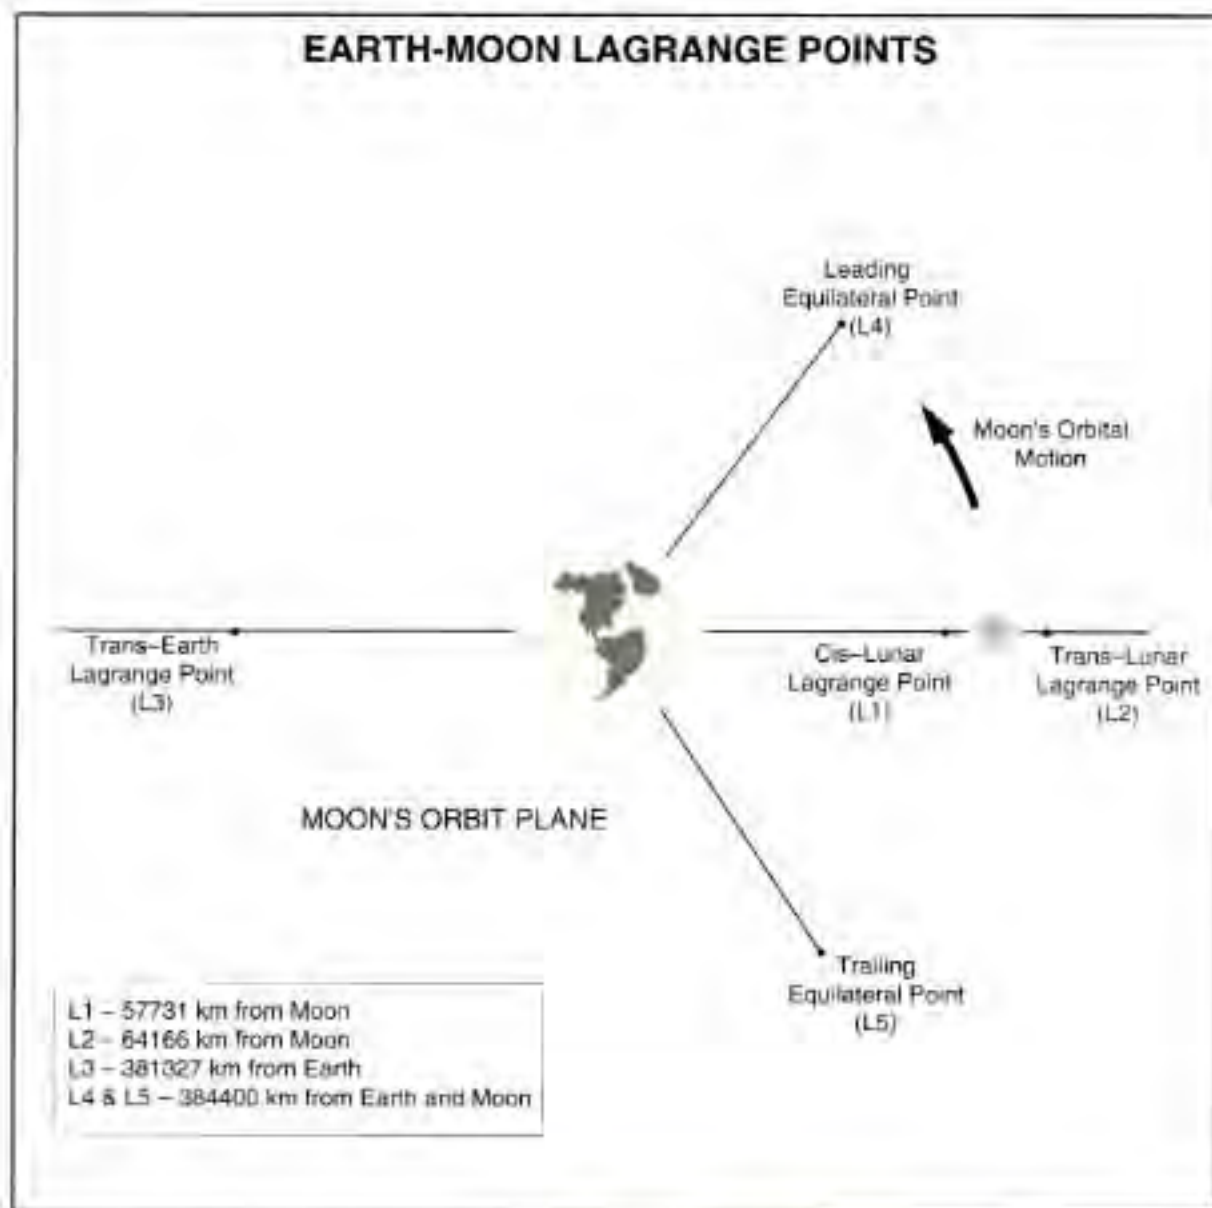 EARTH-MOON LAGRANGE POINTS
Leading
Equilateral Point
(L4)
Moon's Orbital
Motion
Trans-Earth
Lagrange Point
(L3)
Cis-Lunar
Lagrange Point
(L1)
Trans-Lunar
Lagrange Point
(L2)
MOON'S ORBIT PLANE
Trailing
Equilateral Point
(L5)
L1 – 57731 km from Moon
L2 – 64166 km from Moon
L3 – 381327 km from Earth
L4 & L5 – 384400 km from Earth and Moon